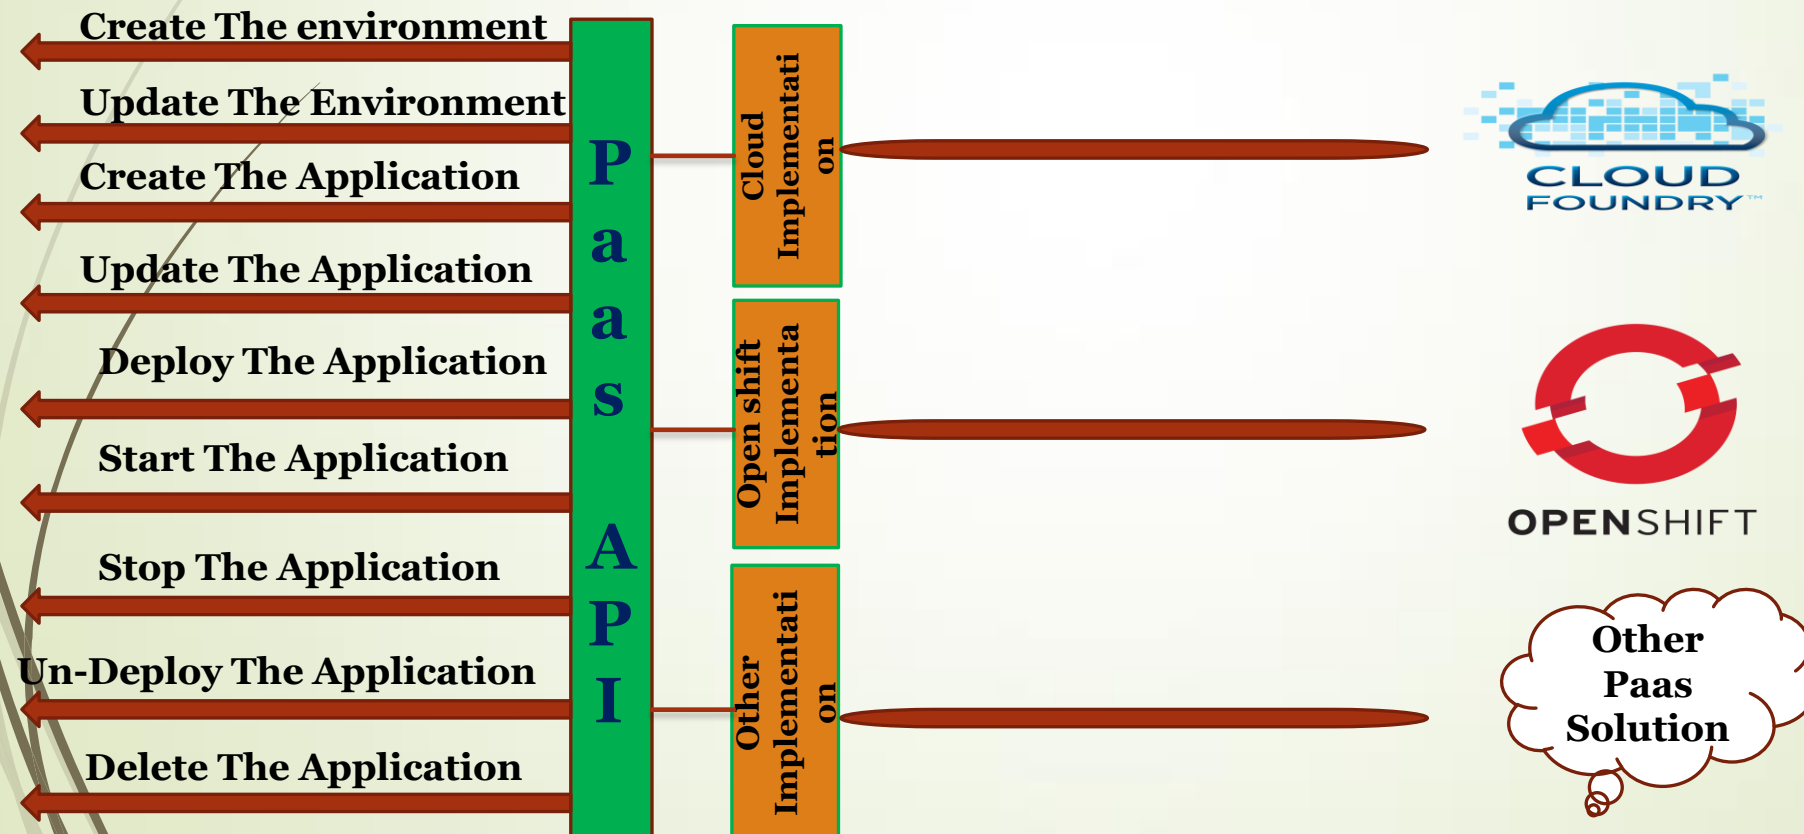 Create The environment
Update The Environment
Create The Application
Update The Application
Deploy The Application
Start The Application
Stop The Application
Un-Deploy The Application
Delete The Application
P
a
a
s
A
P
I
Cloud
Implementati
on
Open shift
Implementa
tion
Other
Implementati
on
CLOUD
FOUNDRY™
OPENSHIFT
Other
Paas
Solution